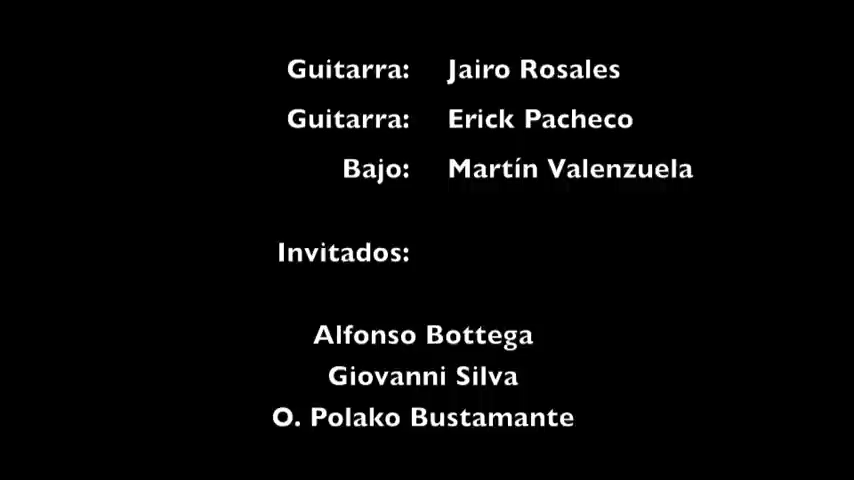 Guitarra: Jairo Rosales
Guitarra: Erick Pacheco
Bajo: Martín Valenzuela
Invitados:
Alfonso Bottega
Giovanni Silva
O. Polako Bustamante